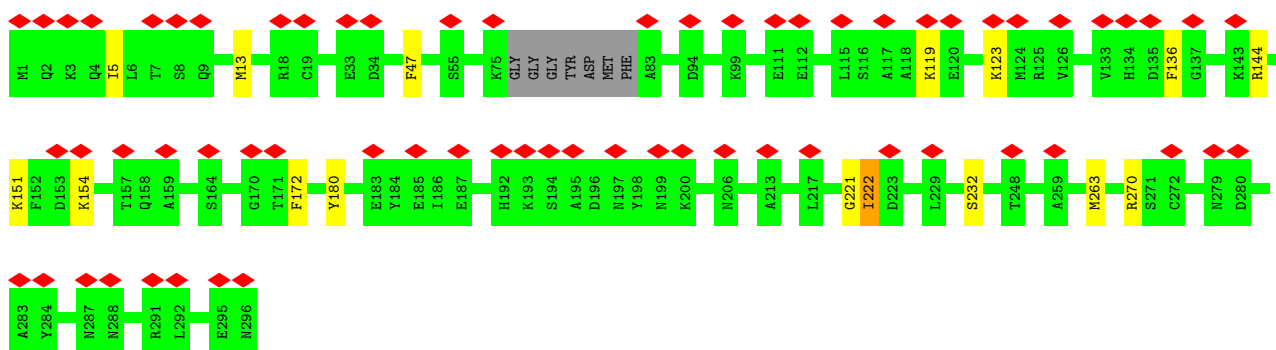 M1 Q2 K3 Q4 I5 L6 T7 S8 Q9 M13 R18 C19 E33 D34 F47 S55 K75 GLY GLY GLY TYR ASP MET PHE A83 D94 K99 E111 E112 L115 S116 A117 A118 K119 E120 K123 M124 R125 V126 V133 H134 D135 F136 G137 K143 R144
K151 F152 D153 K154 T157 Q158 A159 S164 G170 T171 F172 Y180 E183 Y184 E185 I186 E187 H192 K193 S194 A195 D196 N197 Y198 N199 K200 N206 A213 L217 G221 I222 D223 L229 S232 T248 A259 M263 R270 S271 C272 N279 D280
A283 Y284 N287 N288 R291 L292 E295 N296